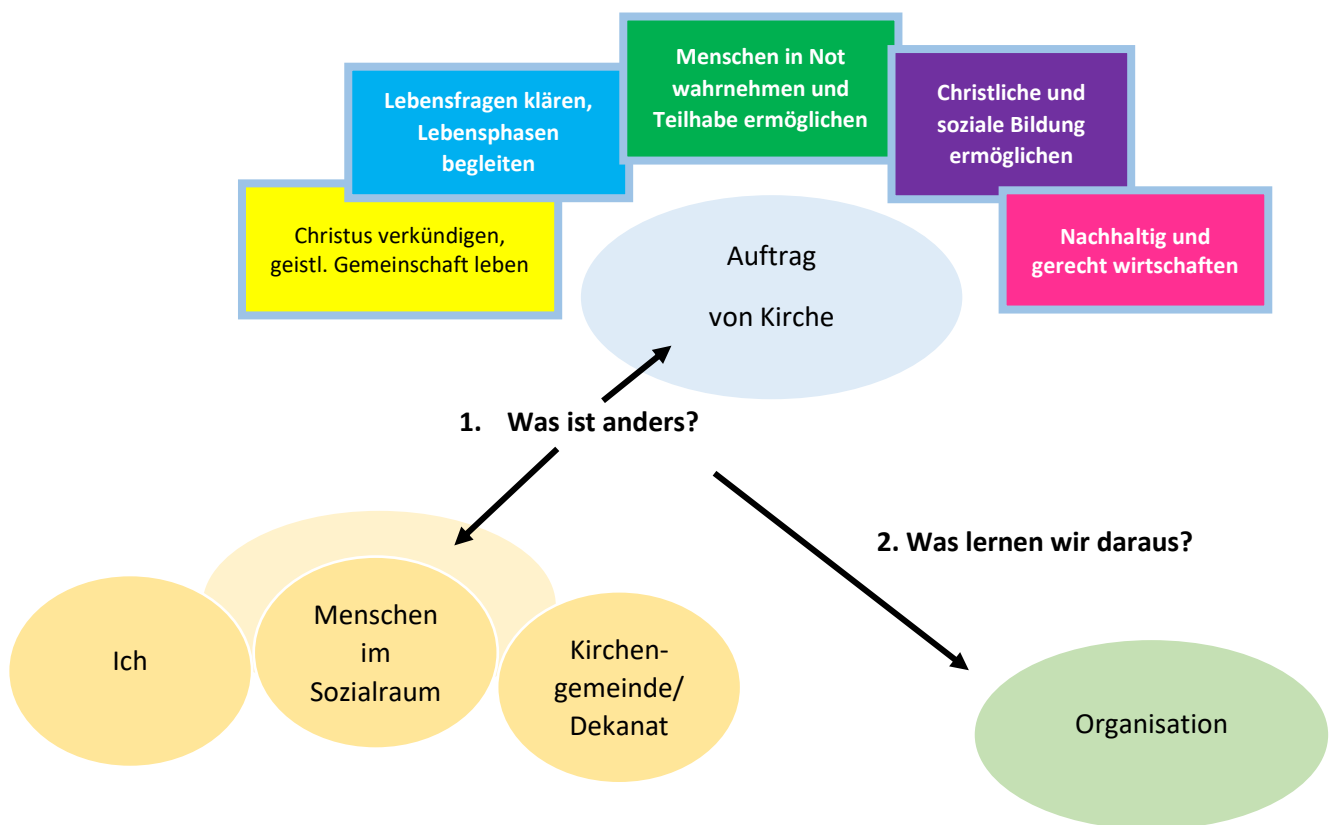 Menschen in Not
wahrnehmen und
Teilhabe ermöglichen
Lebensfragen klären,
Lebensphasen
begleiten
Christliche und
soziale Bildung
ermöglichen
Christus verkündigen,
geistl. Gemeinschaft leben
Nachhaltig und
gerecht wirtschaften
Auftrag
von Kirche
1. Was ist anders?
2. Was lernen wir daraus?
Ich
Menschen
im
Sozialraum
Kirchen-
gemeinde/
Dekanat
Organisation